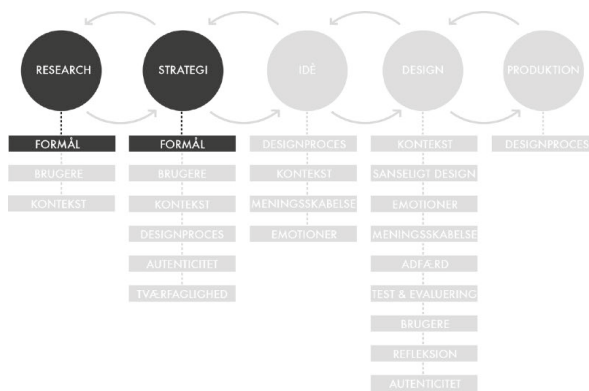 RESEARCH
STRATEGI
IDÉ
DESIGN
PRODUKTION
FORMÅL
BRUGERE
KONTEKST
FORMÅL
BRUGERE
KONTEKST
DESIGNPROCES
AUTENTICITET
TVÆRFAGLIGHED
DESIGNPROCES
KONTEKST
MENINGSSKABELSE
EMOTIONER
KONTEKST
SANSELIGT DESIGN
EMOTIONER
MENINGSSKABELSE
ADFÆRD
TEST & EVALUERING
BRUGERE
REFLEKSION
AUTENTICITET
DESIGNPROCES